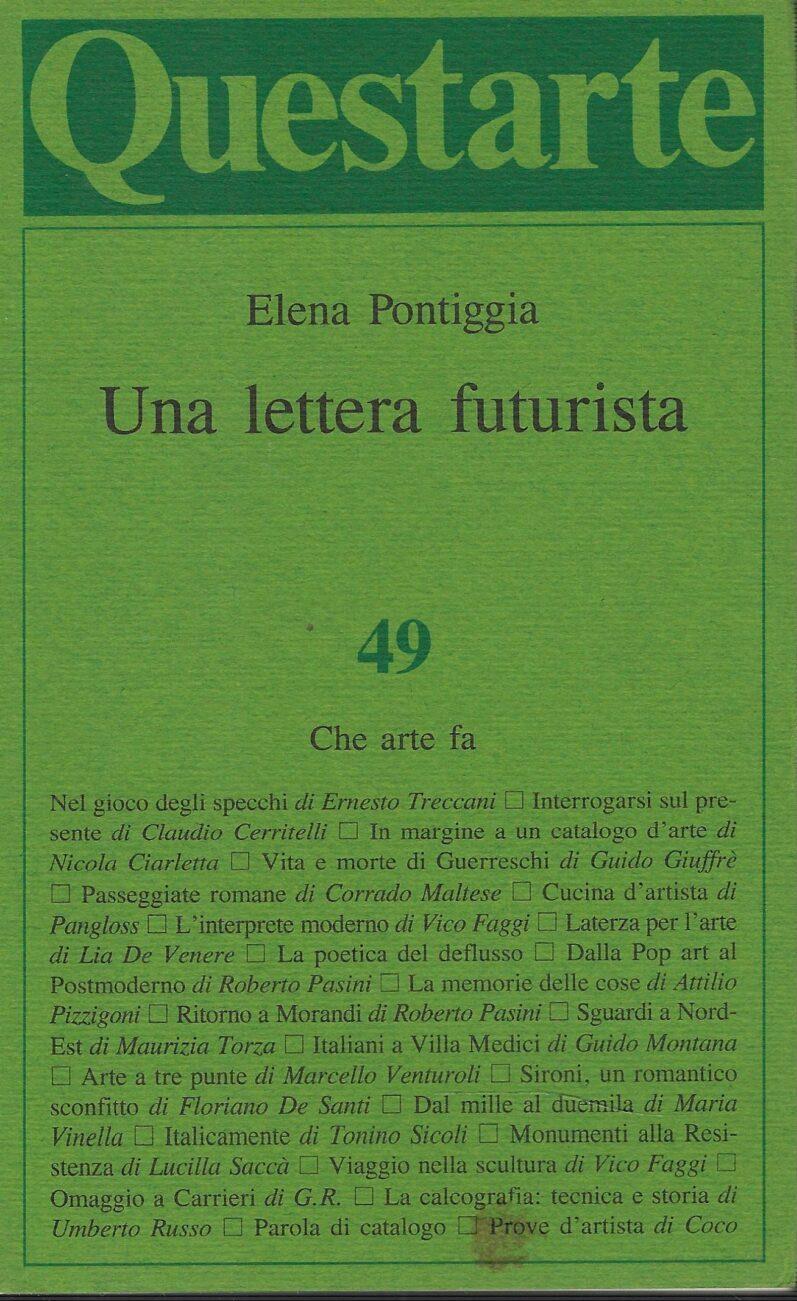 Questarte
Elena Pontiggia
Una lettera futurista
49
Che arte fa
Nel gioco degli specchi di Ernesto Treccani □ Interrogarsi sul pre-
sente di Claudio Cerritelli □ In margine a un catalogo d'arte di
Nicola Ciarletta □ Vita e morte di Guerreschi di Guido Giuffrè
□ Passeggiate romane di Corrado Maltese □ Cucina d'artista di
Pangloss □ L'interprete moderno di Vico Faggi □ Laterza per l'arte
di Lia De Venere □ La poetica del deflusso □ Dalla Pop art al
Postmoderno di Roberto Pasini □ La memorie delle cose di Attilio
Pizzigoni □ Ritorno a Morandi di Roberto Pasini □ Sguardi a Nord-
Est di Maurizia Torza □ Italiani a Villa Medici di Guido Montana
□ Arte a tre punte di Marcello Venturoli □ Sironi, un romantico
sconfitto di Floriano De Santi □ Dal mille al duemila di Maria
Vinella □ Italicamente di Tonino Sicoli □ Monumenti alla Resi-
stenza di Lucilla Saccà □ Viaggio nella scultura di Vico Faggi □
Omaggio a Carrieri di G.R. □ La calcografia: tecnica e storia di
Umberto Russo □ Parola di catalogo □ Prove d'artista di Coco